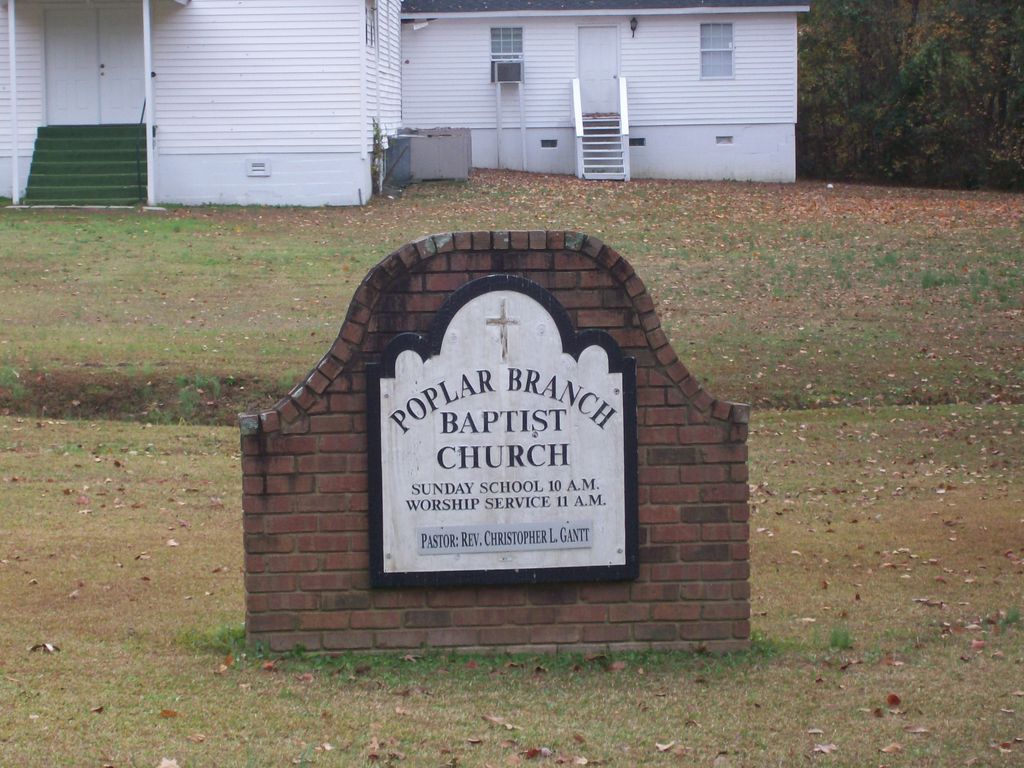 POPLAR BRANCH
BAPTIST
CHURCH
SUNDAY SCHOOL 10 A.M.
WORSHIP SERVICE 11 A.M.
PASTOR: REV. CHRISTOPHER L. GANTT